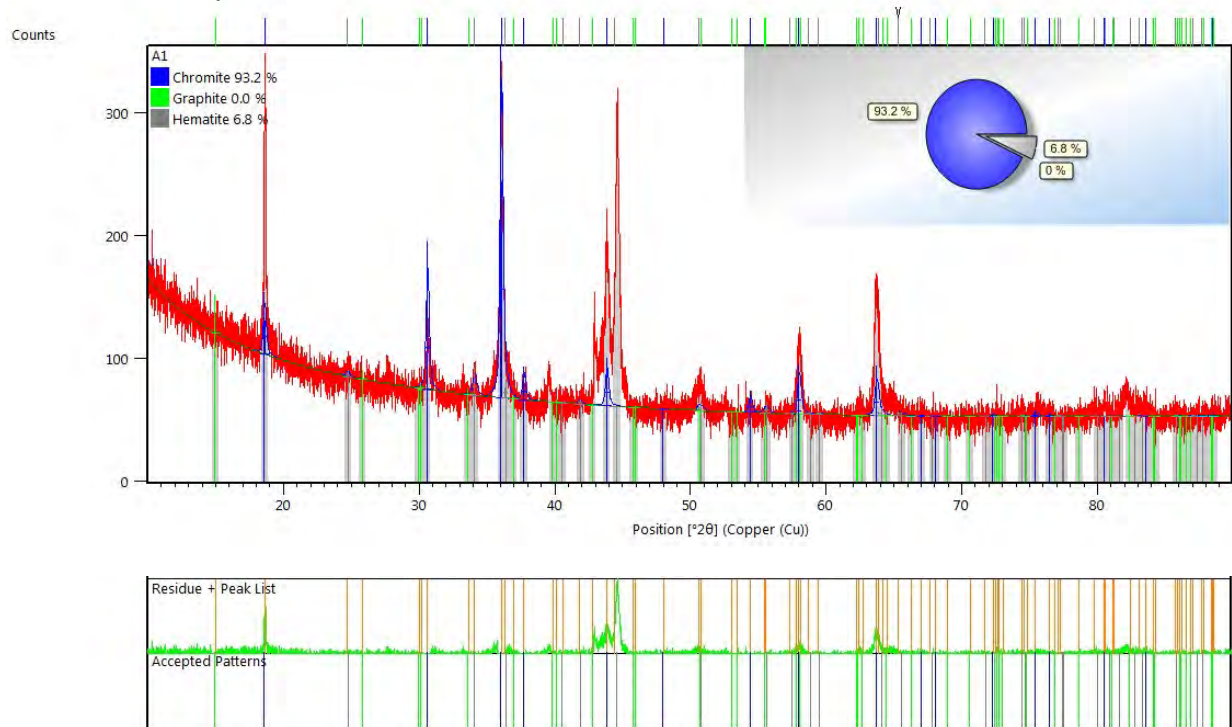 Counts
A1
Chromite 93.2 %
Graphite 0.0 %
Hematite 6.8 %
93.2 %
6.8 %
0 %
300
200
100
0
20 30 40 50 60 70 80
Position [°2θ] (Copper (Cu))
Residue + Peak List
Accepted Patterns